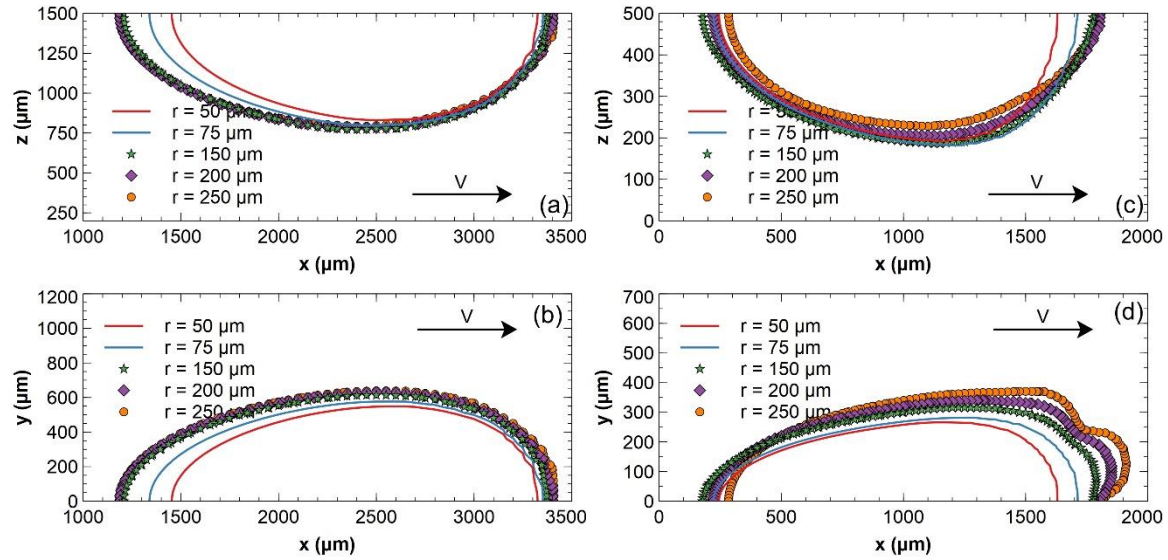 1500
1250
1000
750
500
250
z (µm)
r = 50 µm
r = 75 µm
r = 150 µm
r = 200 µm
r = 250 µm
V
(a)
1000 1500 2000 2500 3000 3500
x (µm)
500
400
300
200
100
0
z (µm)
r = 5
r = 75 µm
r = 150 µm
r = 200 µm
r = 250 µm
V
(c)
0 500 1000 1500 2000
x (µm)
1200
1000
800
600
400
200
0
y (µm)
r = 50 µm
r = 75 µm
r = 150 µm
r = 200 µm
r = 250
V
(b)
1000 1500 2000 2500 3000 3500
x (µm)
700
600
500
400
300
200
100
0
y (µm)
r = 50 µm
r = 75 µm
r = 150 µm
r = 200 µm
r = 250 µm
V
(d)
0 500 1000 1500 2000
x (µm)